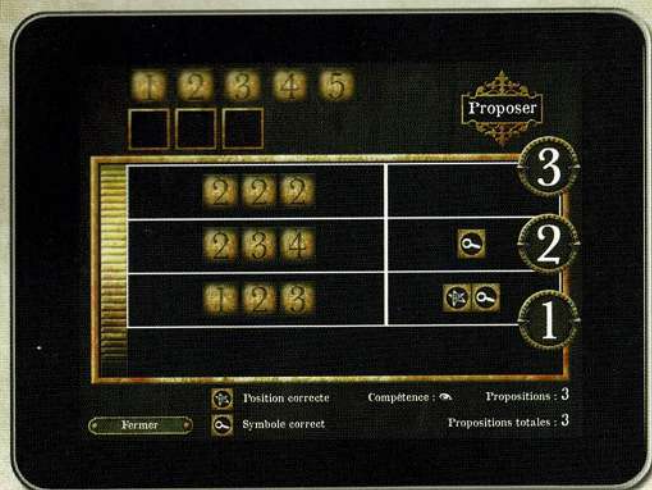 1 2 3 4 5
Proposer
2 2 2 3
2 3 4 2
1 2 3 1
Position correcte Compétence : Propositions : 3
Fermer Symbole correct Propositions totales : 3